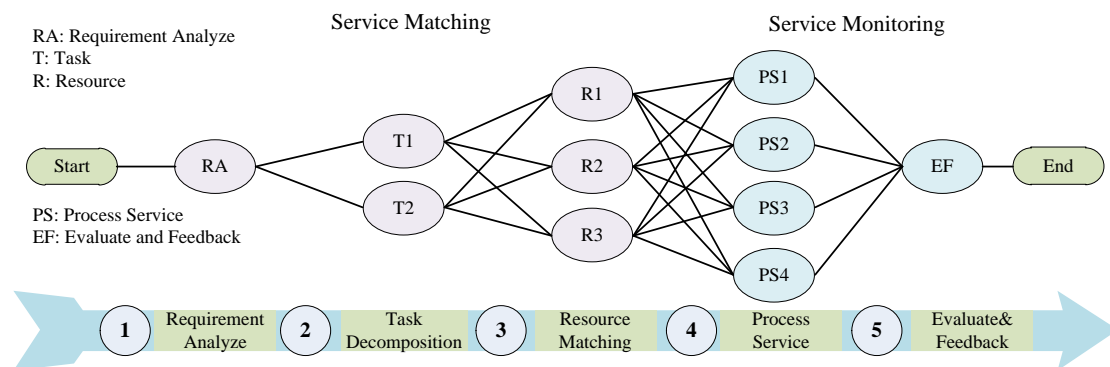 Service Matching
Service Monitoring
RA: Requirement Analyze
T: Task
R: Resource
Start
RA
T1
T2
R1
R2
R3
PS1
PS2
PS3
PS4
EF
End
PS: Process Service
EF: Evaluate and Feedback
1
Requirement
Analyze
2
Task
Decomposition
3
Resource
Matching
4
Process
Service
5
Evaluate&
Feedback